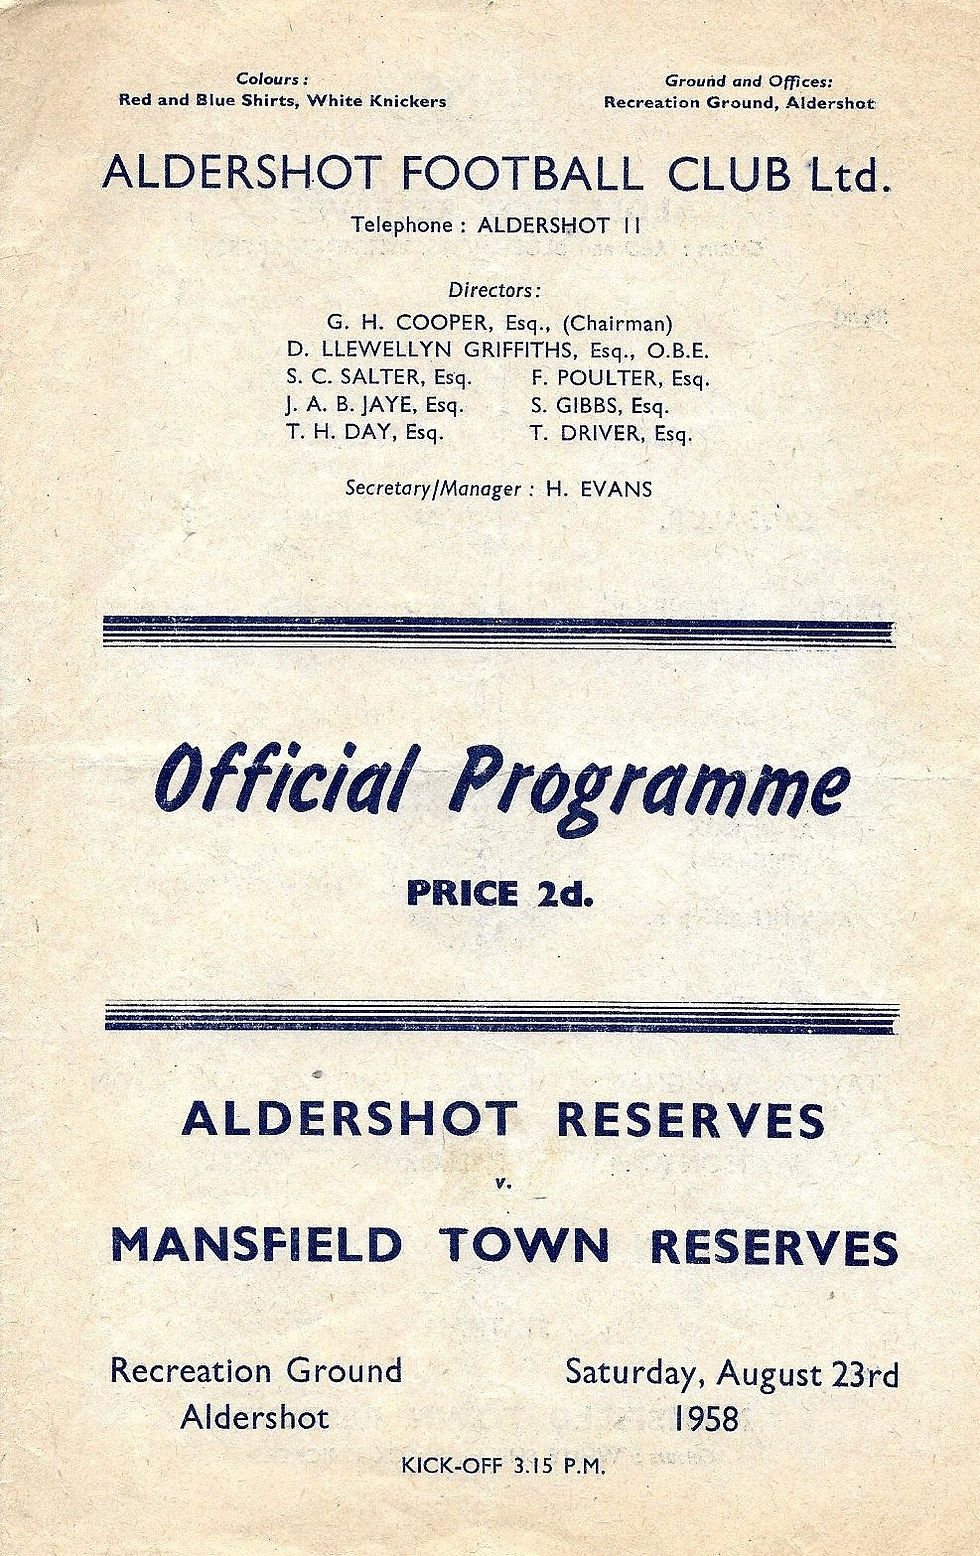 Colours:
Red and Blue Shirts, White Knickers
Ground and Offices:
Recreation Ground, Aldershot
ALDERSHOT FOOTBALL CLUB Ltd.
Telephone : ALDERSHOT 11
Directors:
G. H. COOPER, Esq., (Chairman)
D. LLEWELLYN GRIFFITHS, Esq., O.B.E.
S. C. SALTER, Esq. F. POULTER, Esq.
J. A. B. JAYE, Esq. S. GIBBS, Esq.
T. H. DAY, Esq. T. DRIVER, Esq.
Secretary/Manager : H. EVANS
Official Programme
PRICE 2d.
ALDERSHOT RESERVES
v.
MANSFIELD TOWN RESERVES
Recreation Ground
Aldershot
Saturday, August 23rd
1958
KICK-OFF 3.15 P.M.